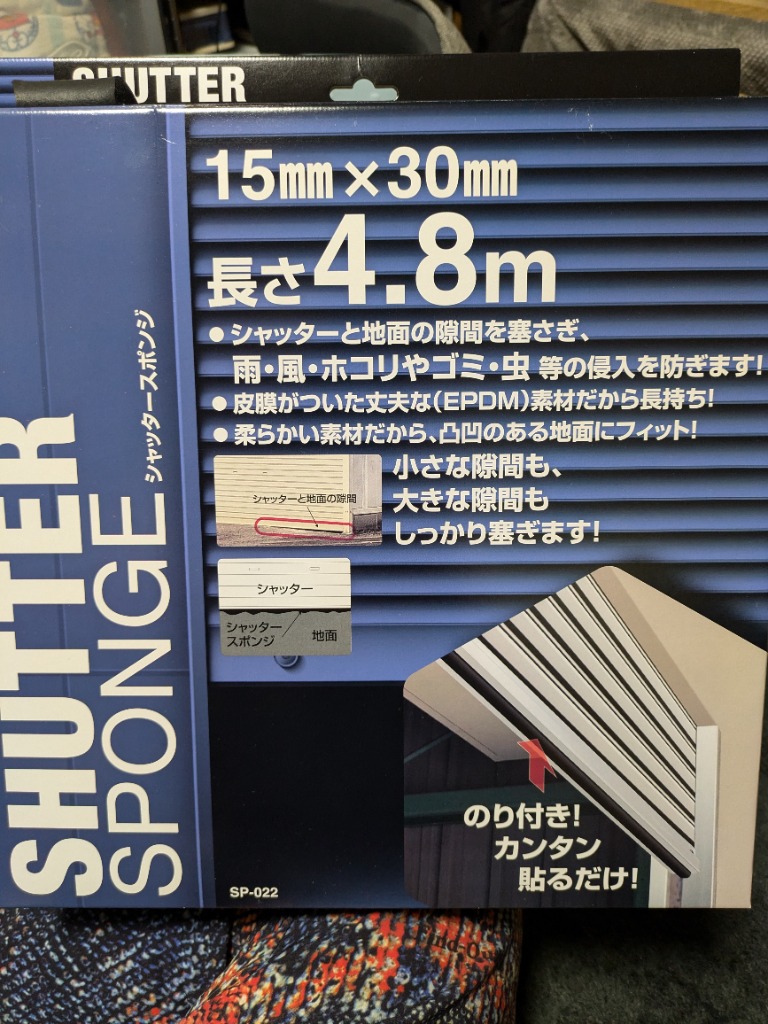 SHUTTER
SHUTTER
SPONGE シャッタースポンジ
15mm×30mm
長さ4.8m
●シャッターと地面の隙間を塞さぎ、
雨・風・ホコリやゴミ・虫 等の侵入を防ぎます!
●皮膜がついた丈夫な(EPDM)素材だから長持ち!
●柔らかい素材だから、凸凹のある地面にフィット!
シャッターと地面の隙間
小さな隙間も、
大きな隙間も
しっかり塞ぎます!
シャッター
シャッター
スポンジ
地面
のり付き!
カンタン
貼るだけ!
SP-022